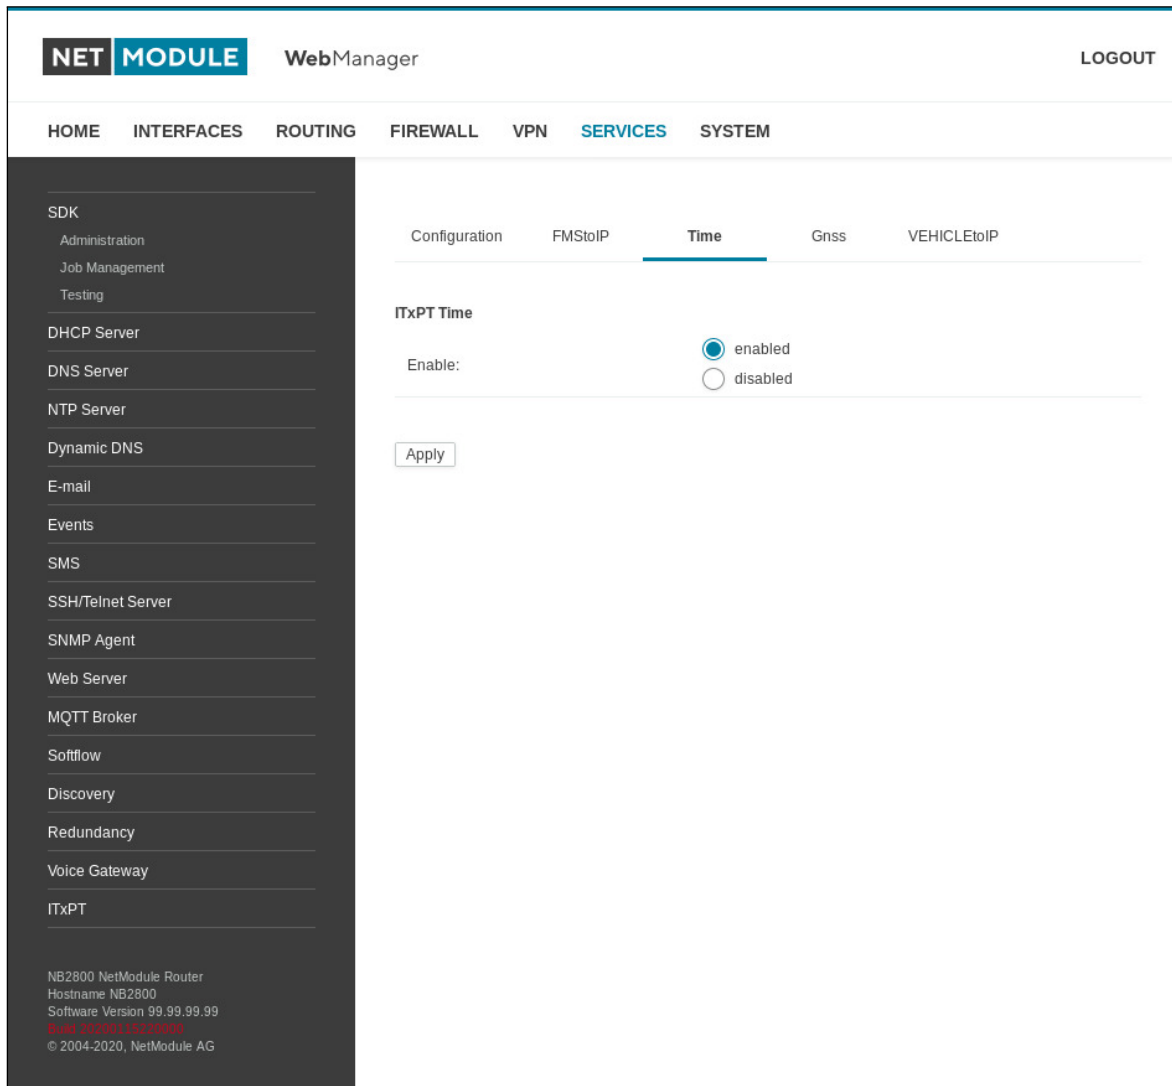 NET MODULE WebManager LOGOUT
HOME INTERFACES ROUTING FIREWALL VPN SERVICES SYSTEM
SDK
Administration
Job Management
Testing
DHCP Server
DNS Server
NTP Server
Dynamic DNS
E-mail
Events
SMS
SSH/Telnet Server
SNMP Agent
Web Server
MQTT Broker
Softflow
Discovery
Redundancy
Voice Gateway
ITxPT
NB2800 NetModule Router
Hostname NB2800
Software Version 99.99.99.99
Build
© 2004-2020, NetModule AG
Configuration FMStoIP Time Gnss VEHICLEtoIP
ITxPT Time
Enable:
enabled
disabled
Apply